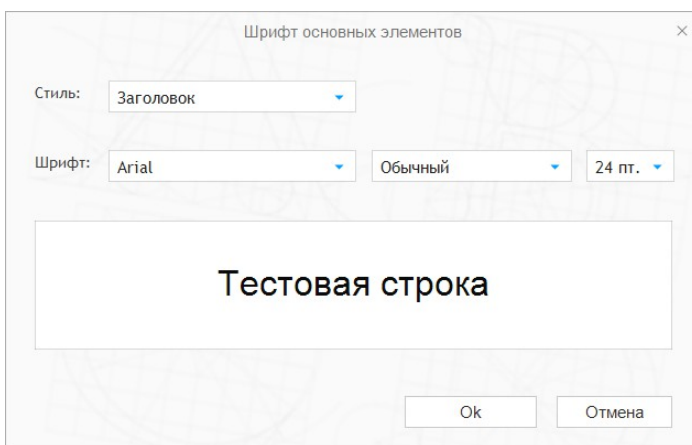 Шрифт основных элементов
Стиль: Заголовок
Шрифт: Arial Обычный 24 пт.
Тестовая строка
Ok Отмена